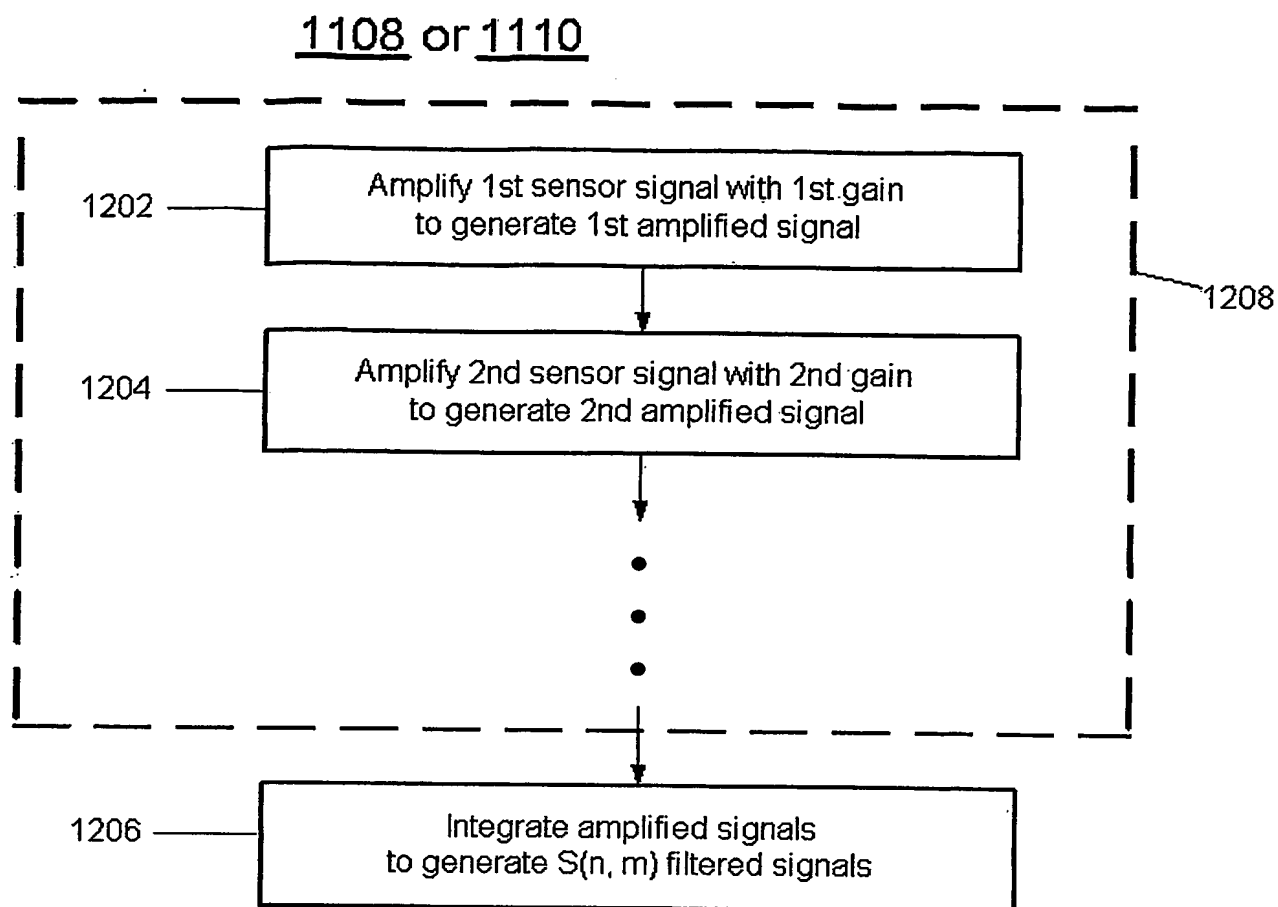 1108 or 1110
1202
Amplify 1st sensor signal with 1st gain
to generate 1st amplified signal
1208
1204
Amplify 2nd sensor signal with 2nd gain
to generate 2nd amplified signal
1206
Integrate amplified signals
to generate S(n, m) filtered signals